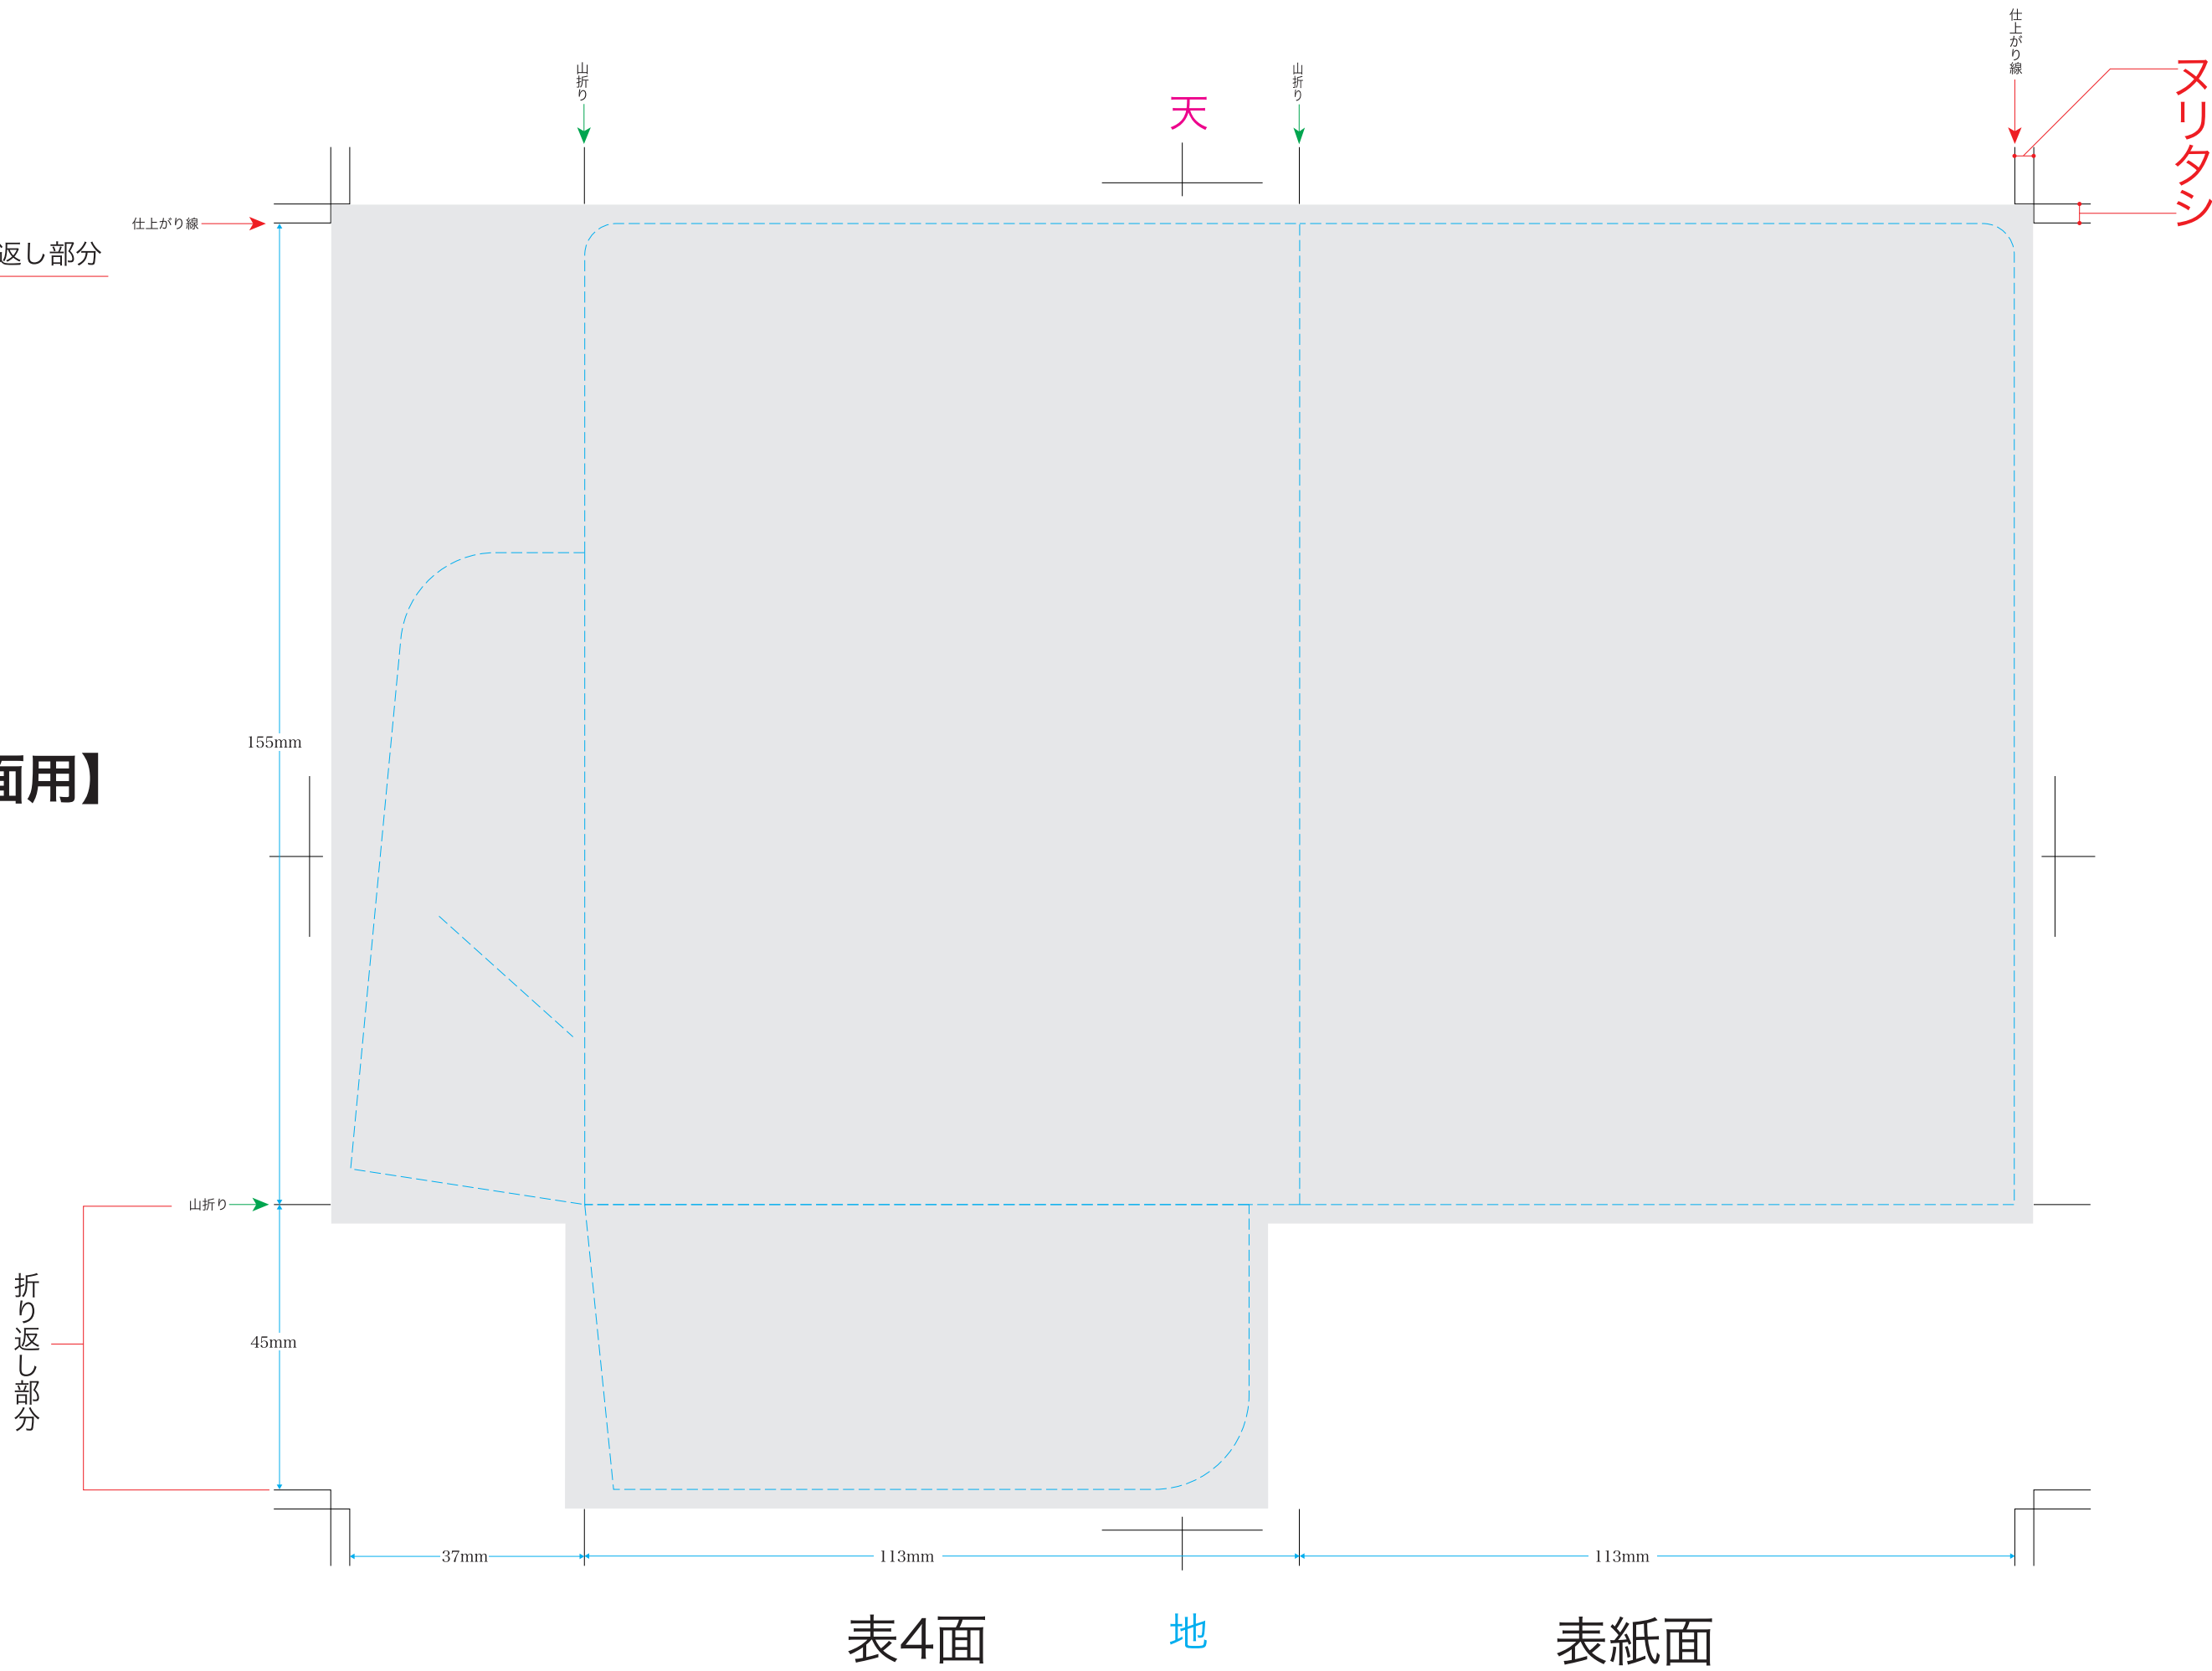 仕上がり線
山折り
山折り
天
ヌリタシ
仕上がり線
返し部分
155mm
面用】
山折り
折り返し部分
45mm
37mm
113mm
113mm
表4面
地
表紙面